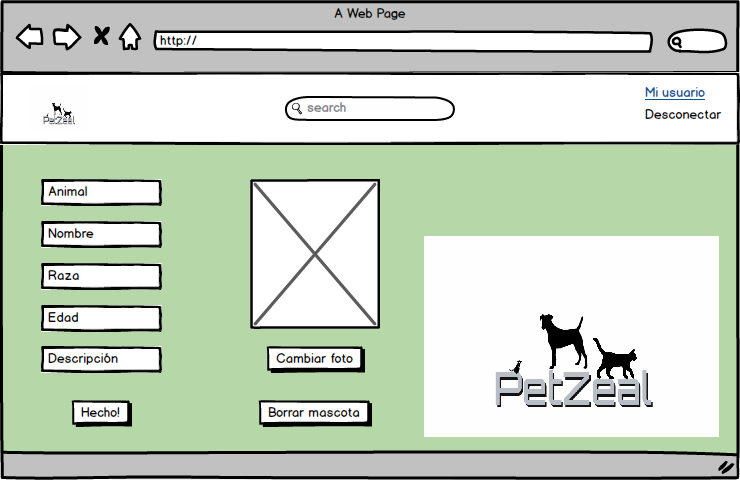 A Web Page
http://
PetZeal
search
Mi usuario
Desconectar
Animal
Nombre
Raza
Edad
Descripción
Hecho!
Cambiar foto
Borrar mascota
PetZeal